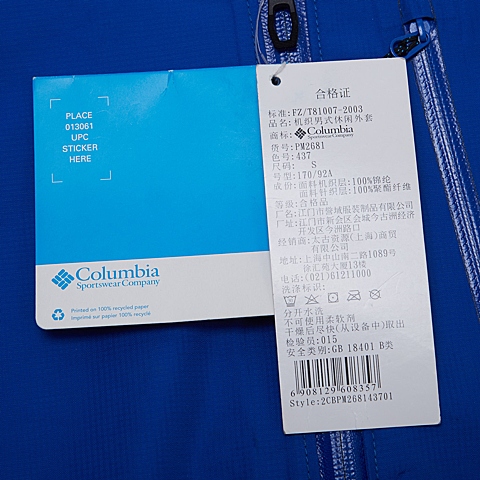 PLACE
013061
UPC
STICKER
HERE
Columbia
Sportswear Company
Printed on 100% recycled paper
Imprimé sur papier 100% recyclé
合格证
标准:FZ/T81007-2003
品名:机织男式休闲外套
商标:Columbia
Sportswear Company
货号:PM2681
色号:437
尺码: S
号型:170/92A
成份:面料机织层:100%锦纶
面料针织层:100%聚酯纤维
等级:合格品
厂名:江门市誉域服装制品有限公司
厂址:江门市新会区会城今古洲经济
开发区今洲路口
经销商:太古资源(上海)商贸
有限公司
地址:上海中山南二路1089号
徐汇苑大厦13楼
电话:(021)61211000
洗涤标识:
分开水洗
不可使用柔软剂
干燥后尽快(从设备中)取出
检验员:015
安全类别:GB 18401 B类
6908129608357
Style:2CBPM268143701